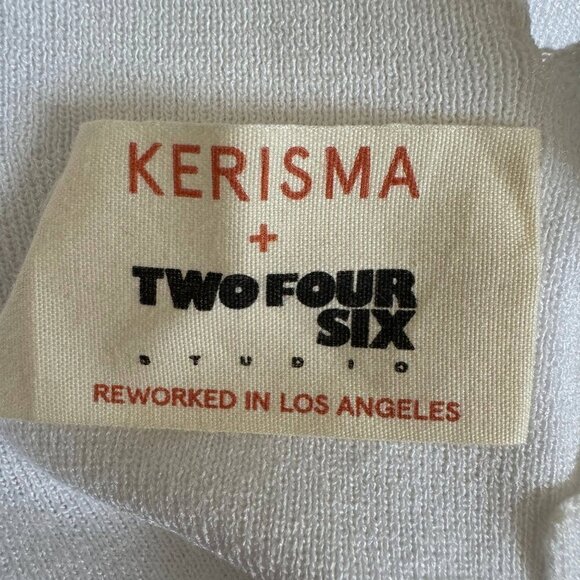 KERISMA
+
TWO FOUR
SIX
STUDIO
REWORKED IN LOS ANGELES